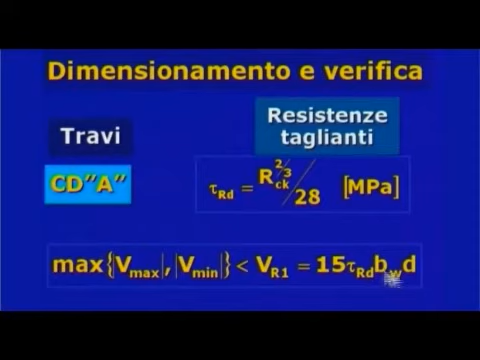 Dimensionamento e verifica
Resistenze
taglianti
Travi
CD"A"
τRd = Rck^2/3 / 28 [MPa]
max{|Vmax|,|Vmin|} < VR1 = 15τRd bw d